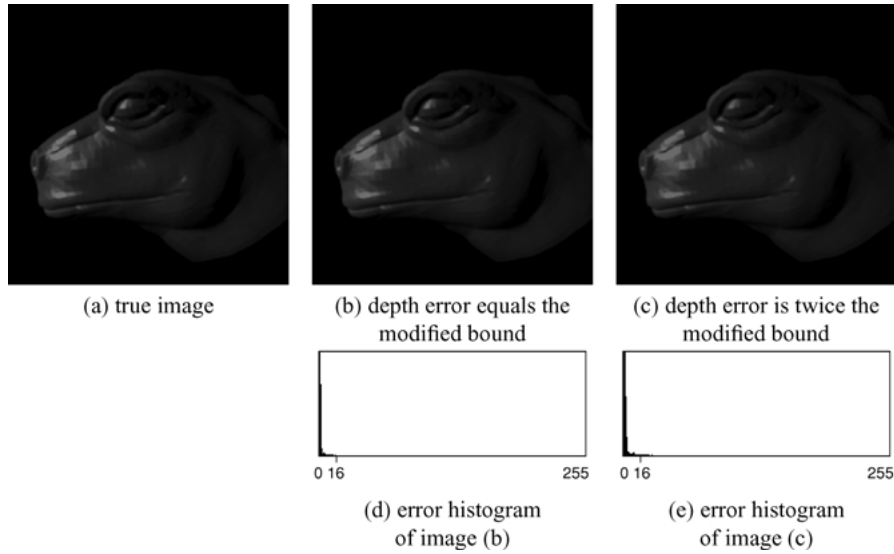 (a) true image
(b) depth error equals the
modified bound
(c) depth error is twice the
modified bound
0 16 255
0 16 255
(d) error histogram
of image (b)
(e) error histogram
of image (c)